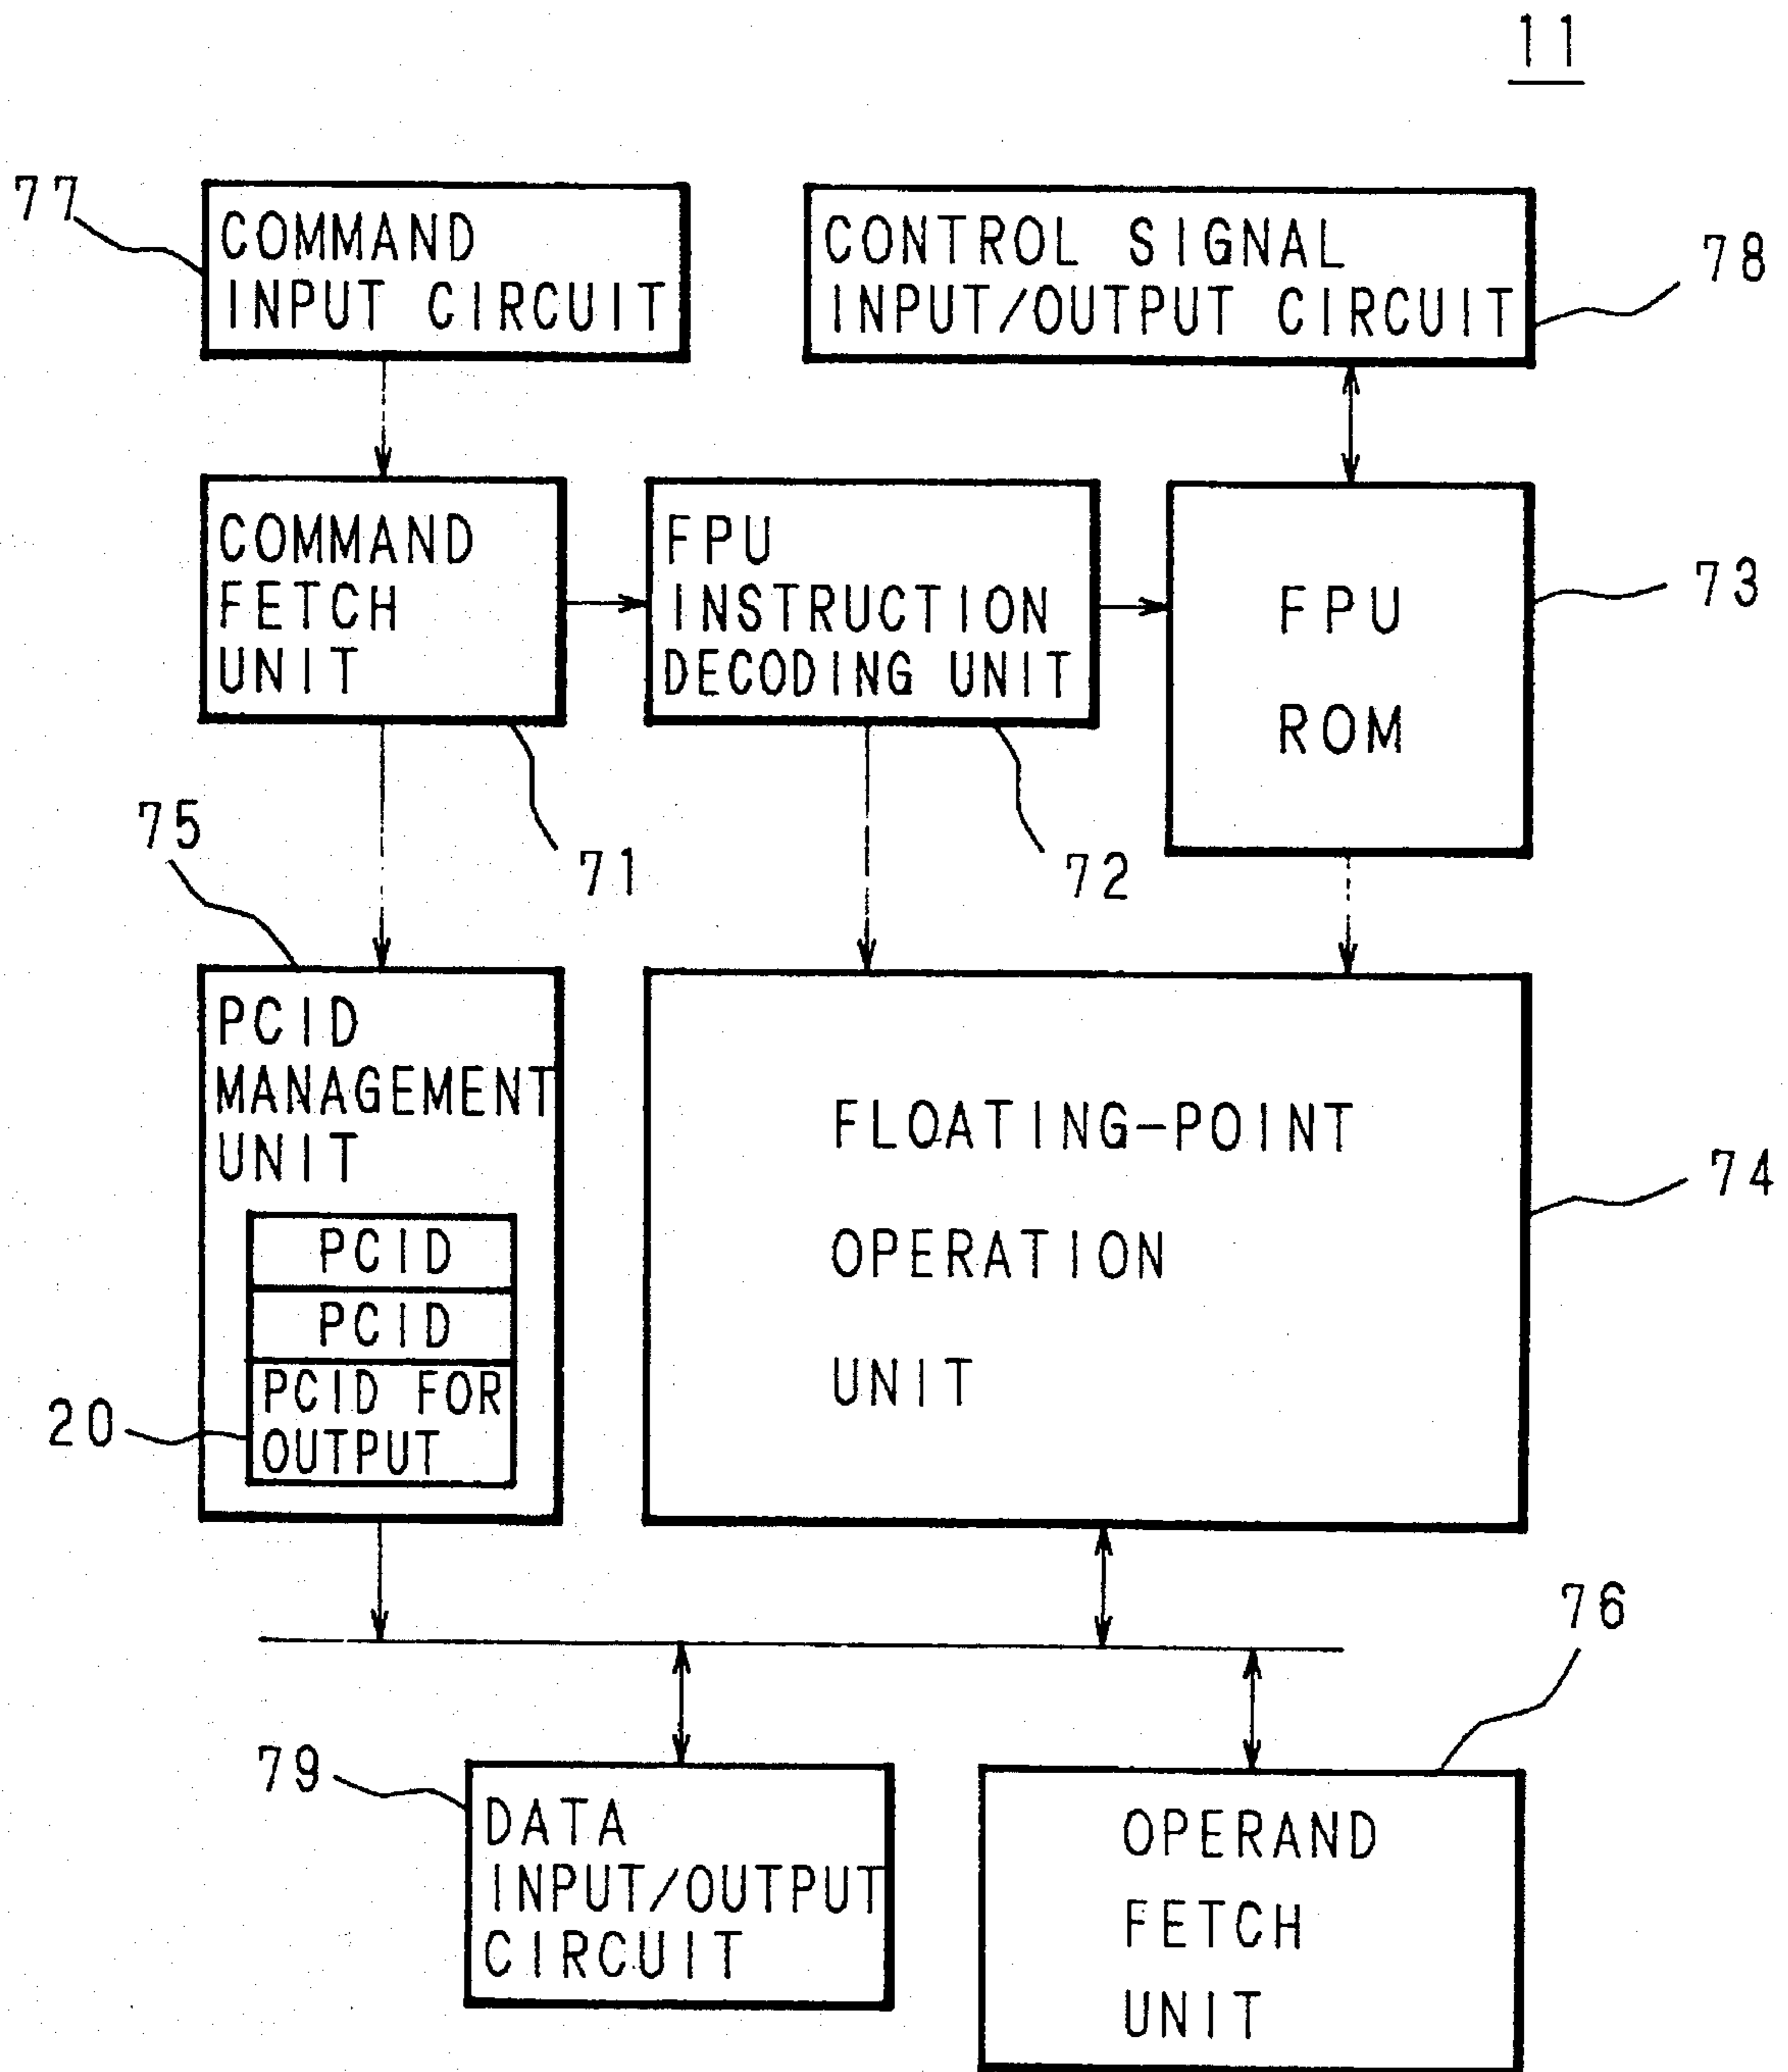 11
77
COMMAND
INPUT CIRCUIT
CONTROL SIGNAL
INPUT/OUTPUT CIRCUIT
78
COMMAND
FETCH
UNIT
FPU
INSTRUCTION
DECODING UNIT
FPU
ROM
73
75
71
72
PCID
MANAGEMENT
UNIT
PCID
PCID
PCID FOR
OUTPUT
20
FLOATING-POINT
OPERATION
UNIT
74
76
79
DATA
INPUT/OUTPUT
CIRCUIT
OPERAND
FETCH
UNIT